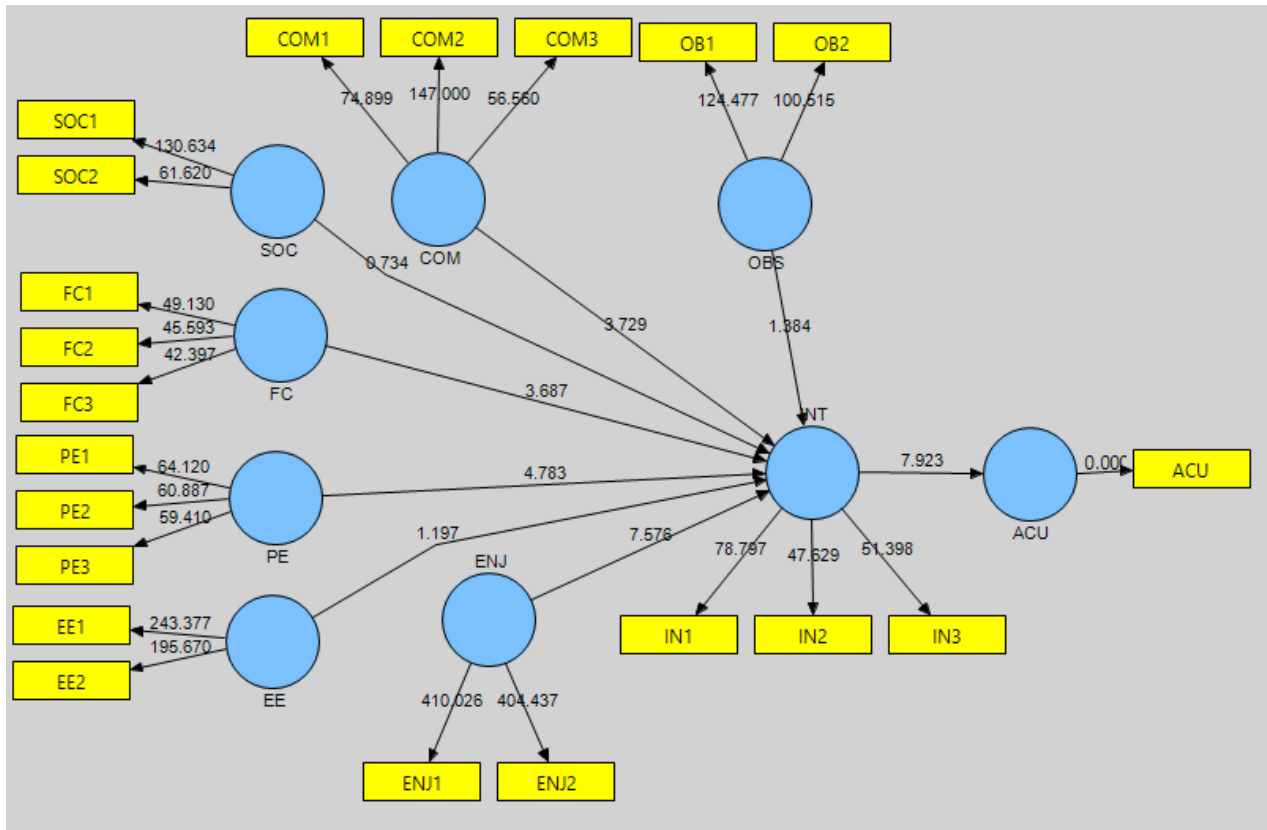 COM1
COM2
COM3
OB1
OB2
74.899
147.000
56.560
124.477
100.515
SOC1
SOC2
130.634
61.620
SOC
COM
OBS
0.734
3.729
1.384
FC1
FC2
FC3
49.130
45.593
42.397
FC
3.687
INT
PE1
PE2
PE3
64.120
60.887
59.410
PE
4.783
7.923
0.000
ACU
ACU
1.197
7.576
ENJ
78.797
47.629
51.398
EE1
EE2
243.377
195.670
EE
IN1
IN2
IN3
410.026
404.437
ENJ1
ENJ2